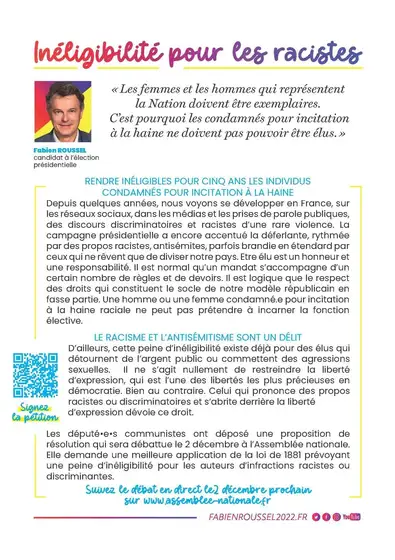 Inéligibilité pour les racistes
« Les femmes et les hommes qui représentent
la Nation doivent être exemplaires.
C'est pourquoi les condamnés pour incitation
à la haine ne doivent pas pouvoir être élus. »
Fabien ROUSSEL
candidat à l'élection
présidentielle
RENDRE INÉLIGIBLES POUR CINQ ANS LES INDIVIDUS
CONDAMNÉS POUR INCITATION À LA HAINE
Depuis quelques années, nous voyons se développer en France, sur
les réseaux sociaux, dans les médias et les prises de parole publiques,
des discours discriminatoires et racistes d'une rare violence. La
campagne présidentielle a encore accentué la déferlante, rythmée
par des propos racistes, antisémites, parfois brandie en étendard par
ceux qui ne rêvent que de diviser notre pays. Etre élu est un honneur et
une responsabilité. Il est normal qu'un mandat s'accompagne d'un
certain nombre de règles et de devoirs. Il est logique que le respect
des droits qui constituent le socle de notre modèle républicain en
fasse partie. Une homme ou une femme condamné.e pour incitation
à la haine raciale ne peut pas prétendre à incarner la fonction
élective.
LE RACISME ET L'ANTISÉMITISME SONT UN DÉLIT
D'ailleurs, cette peine d'inéligibilité existe déjà pour des élus qui
détournent de l'argent public ou commettent des agressions
sexuelles. Il ne s'agit nullement de restreindre la liberté
d'expression, qui est l'une des libertés les plus précieuses en
démocratie. Bien au contraire. Celui qui prononce des propos
racistes ou discriminatoires et s'abrite derrière la liberté
d'expression dévoie ce droit.
Signez
la pétition
Les député•e•s communistes ont déposé une proposition de
résolution qui sera débattue le 2 décembre à l'Assemblée nationale.
Elle demande une meilleure application de la loi de 1881 prévoyant
une peine d'inéligibilité pour les auteurs d'infractions racistes ou
discriminantes.
Suivez le débat en direct le2 décembre prochain
sur www.assemblee-nationale.fr
FABIENROUSSEL2022.FR
YouTube